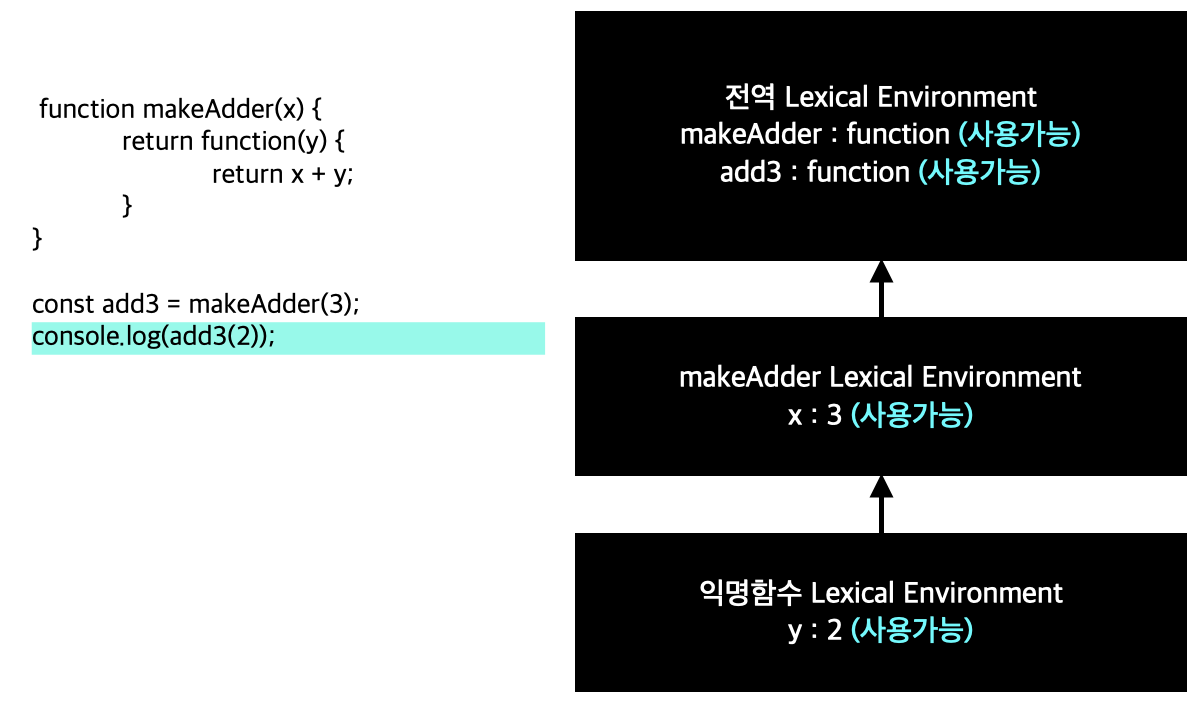 function makeAdder(x) {
return function(y) {
return x + y;
}
}
const add3 = makeAdder(3);
console.log(add3(2));
전역 Lexical Environment
makeAdder : function (사용가능)
add3 : function (사용가능)
makeAdder Lexical Environment
x : 3 (사용가능)
익명함수 Lexical Environment
y : 2 (사용가능)